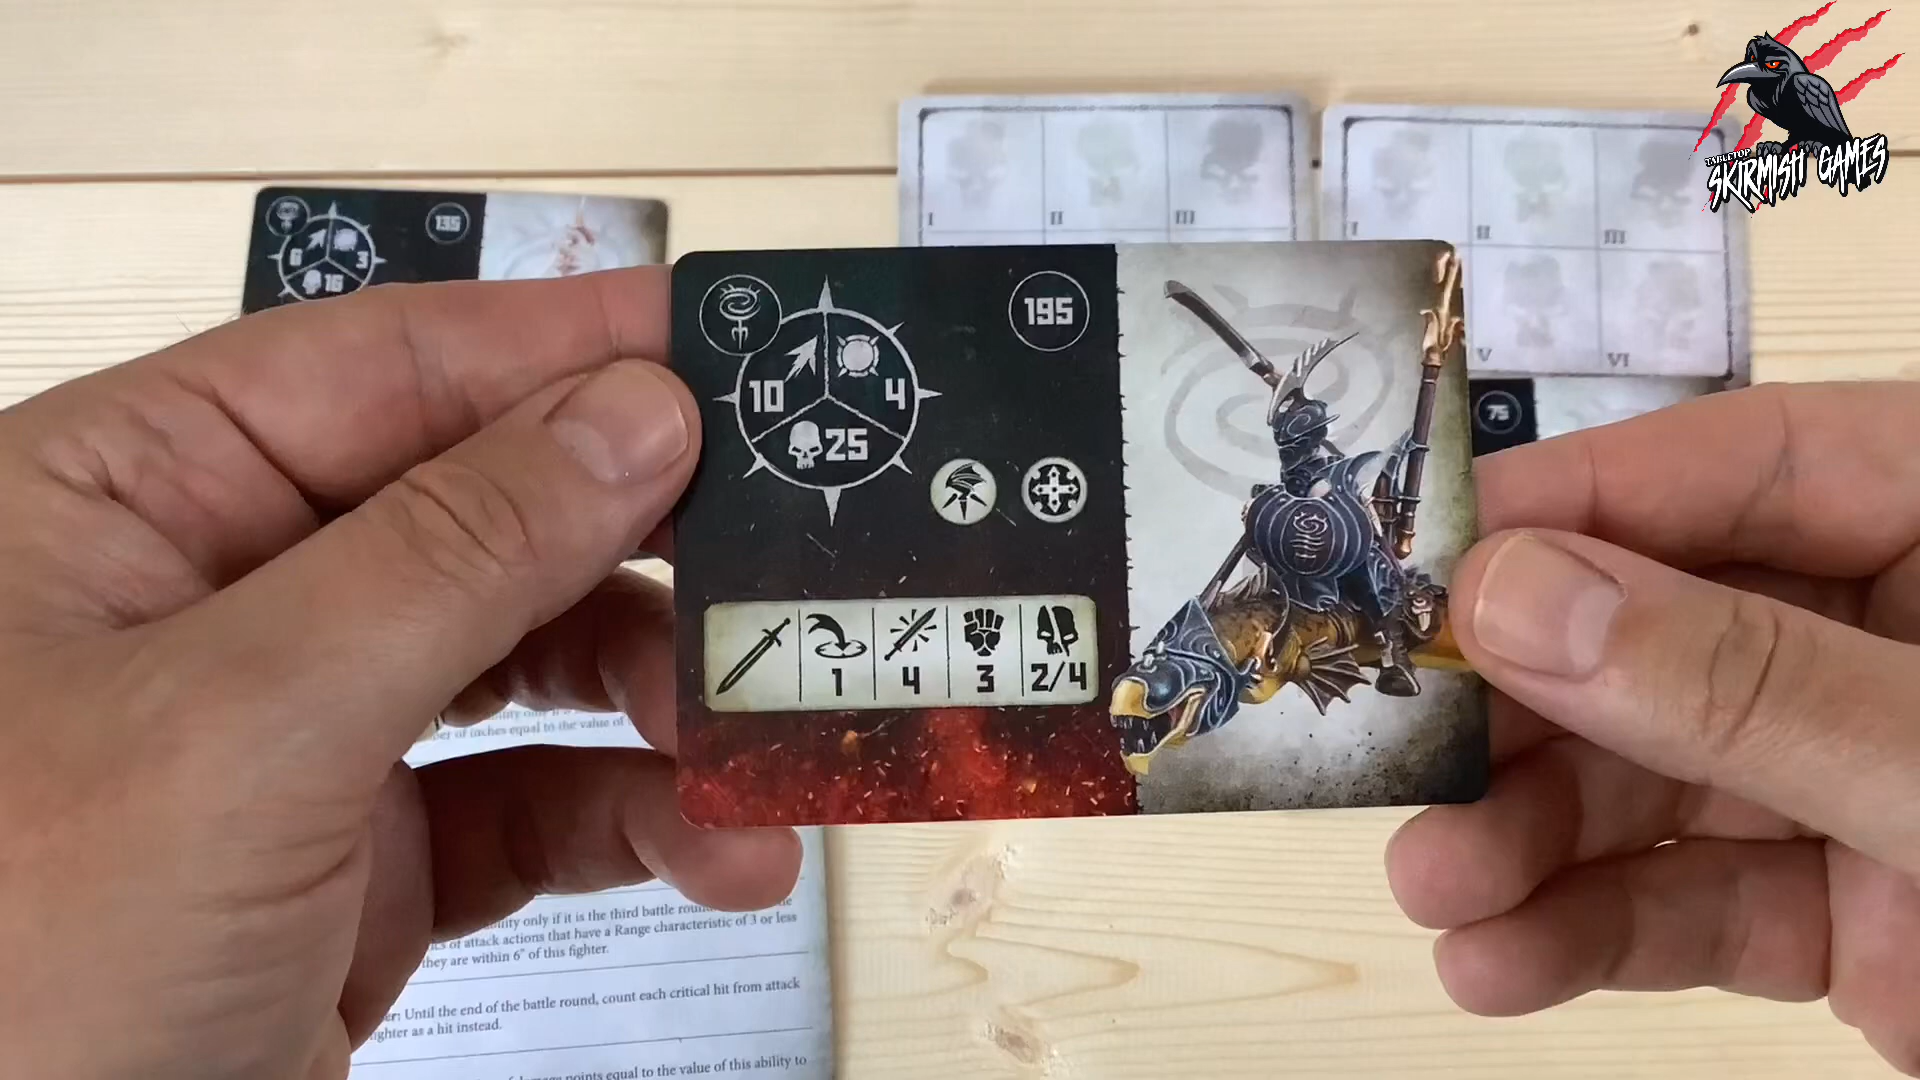 TABLETOP
SKIRMISH GAMES
135
6
3
16
I
II
III
I
II
III
V
VI
75
195
10
4
25
1
4
3
2/4
ability only
number of inches equal to the value of
only if it is the third battle
of attack actions that have a Range characteristic of 3 or less
they are within 6" of this fighter.
Until the end of the battle round, count each critical hit from attack
fighter as a hit instead.
points equal to the value of this ability to